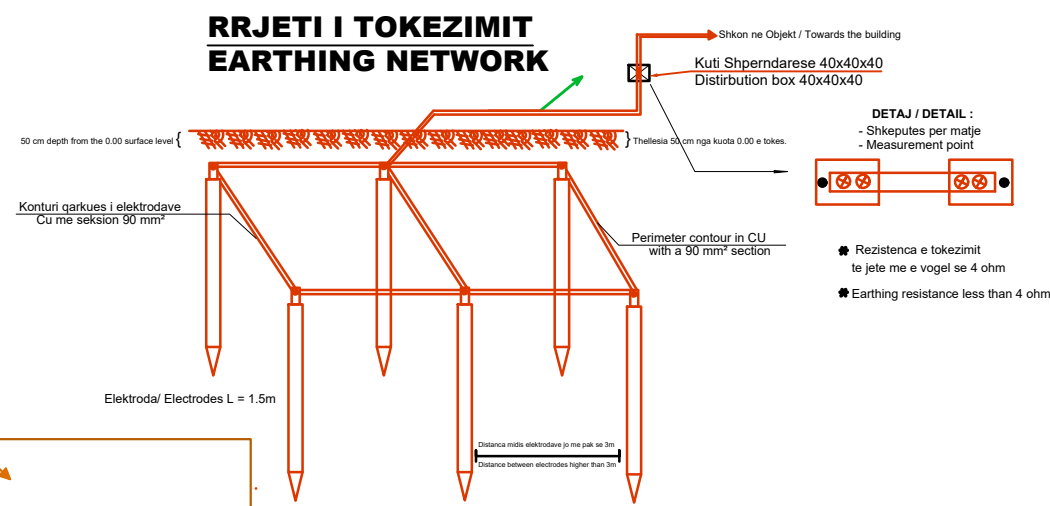 RRJETI I TOKEZIMIT
EARTHING NETWORK
Shkon ne Objekt / Towards the building
Kuti Shperndarese 40x40x40
Distirbution box 40x40x40
DETAJ / DETAIL :
- Shkeputes per matje
- Measurement point
50 cm depth from the 0.00 surface level {
} Thellesia 50 cm nga kuota 0.00 e tokes.
Konturi qarkues i elektrodave
Cu me seksion 90 mm²
Perimeter contour in CU
with a 90 mm² section
Rezistenca e tokezimit
te jete me e vogel se 4 ohm
Earthing resistance less than 4 ohm
Elektroda/ Electrodes L = 1.5m
Distanca midis elektrodave jo me pak se 3m
Distance between electrodes higher than 3m